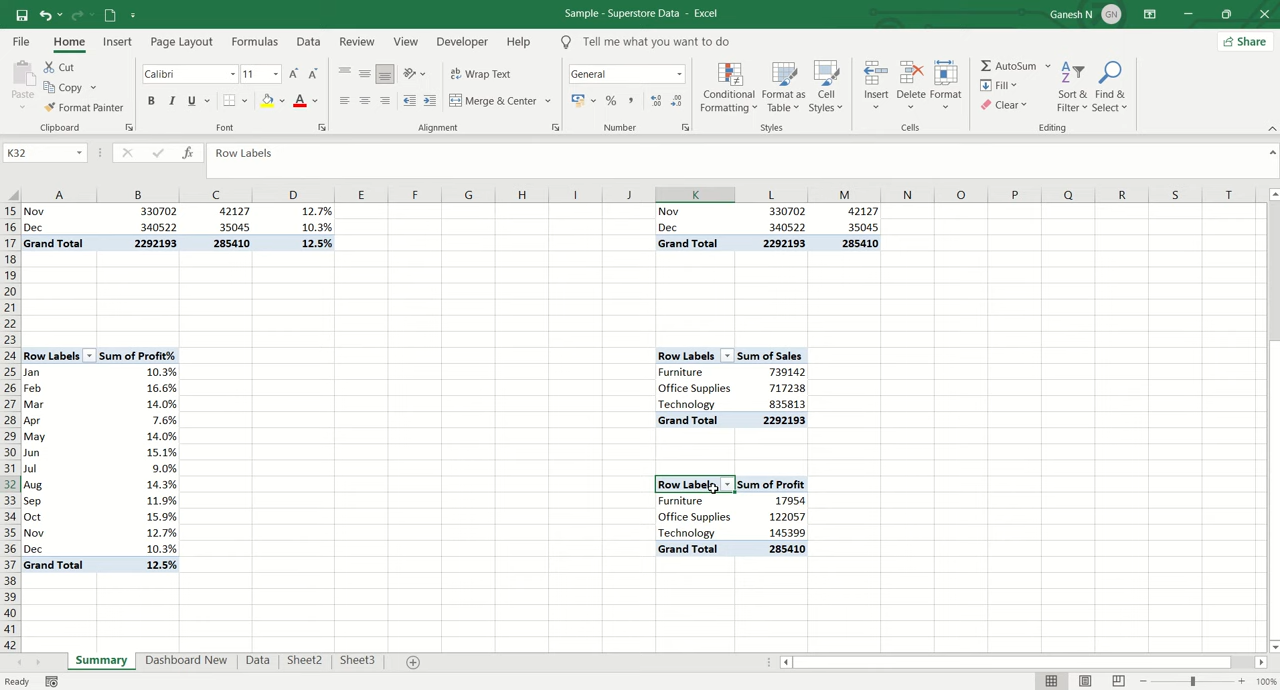 Sample - Superstore Data - Excel
Ganesh N GN
File Home Insert Page Layout Formulas Data Review View Developer Help Tell me what you want to do Share
Paste
Cut
Copy
Format Painter
Clipboard
Calibri 11
B I U A
Font
Wrap Text
Merge & Center
Alignment
General
%
Number
Conditional Formatting
Format as Table
Cell Styles
Styles
Insert Delete Format
Cells
AutoSum
Fill
Clear
Sort & Filter
Find & Select
Editing
K32 fx Row Labels
A B C D E F G H I J K L M N O P Q R S T
15 Nov 330702 42127 12.7% Nov 330702 42127
16 Dec 340522 35045 10.3% Dec 340522 35045
17 Grand Total 2292193 285410 12.5% Grand Total 2292193 285410
18
19
20
21
22
23
24 Row Labels Sum of Profit% Row Labels Sum of Sales
25 Jan 10.3% Furniture 739142
26 Feb 16.6% Office Supplies 717238
27 Mar 14.0% Technology 835813
28 Apr 7.6% Grand Total 2292193
29 May 14.0%
30 Jun 15.1%
31 Jul 9.0%
32 Aug 14.3% Row Labels Sum of Profit
33 Sep 11.9% Furniture 17954
34 Oct 15.9% Office Supplies 122057
35 Nov 12.7% Technology 145399
36 Dec 10.3% Grand Total 285410
37 Grand Total 12.5%
38
39
40
41
42
Summary Dashboard New Data Sheet2 Sheet3
Ready 100%